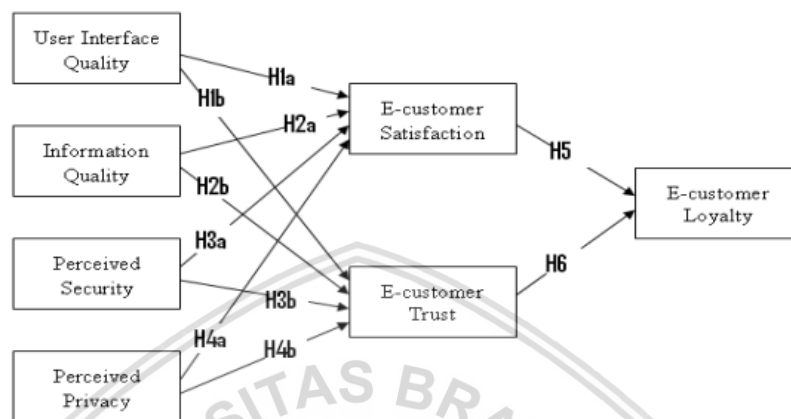 User Interface
Quality
H1a
H1b
E-customer
Satisfaction
Information
Quality
H2a
H2b
H5
E-customer
Loyalty
Perceived
Security
H3a
H3b
E-customer
Trust
H6
Perceived
Privacy
H4a
H4b
SITAS BRA